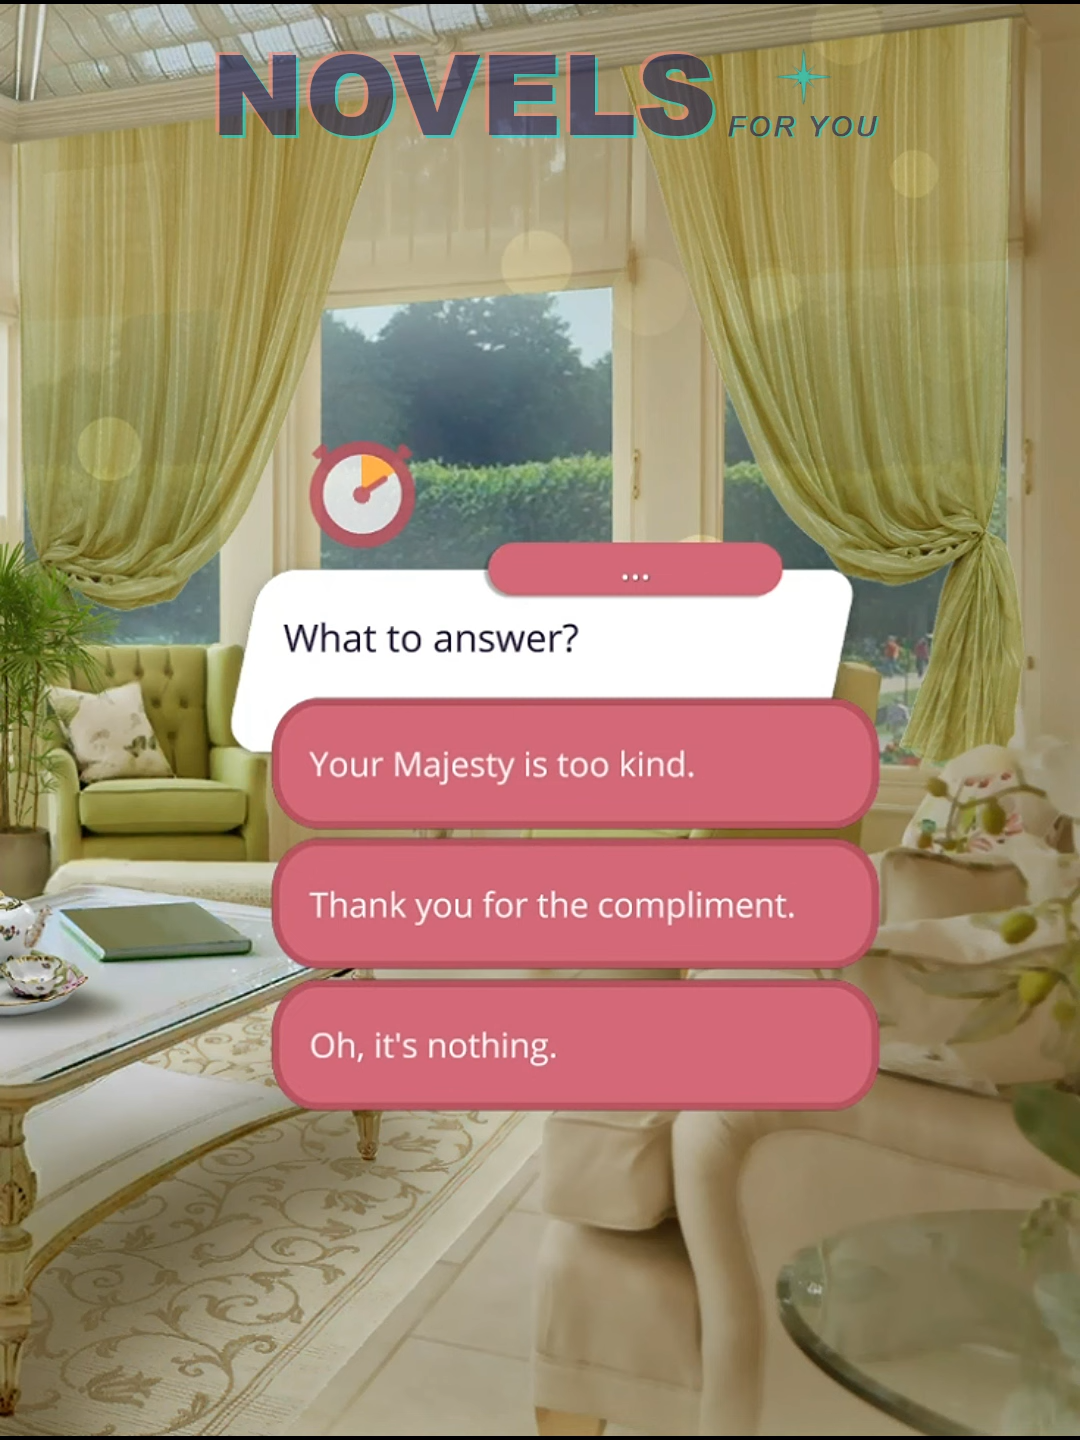 NOVELS
FOR YOU
...
What to answer?
Your Majesty is too kind.
Thank you for the compliment.
Oh, it's nothing.